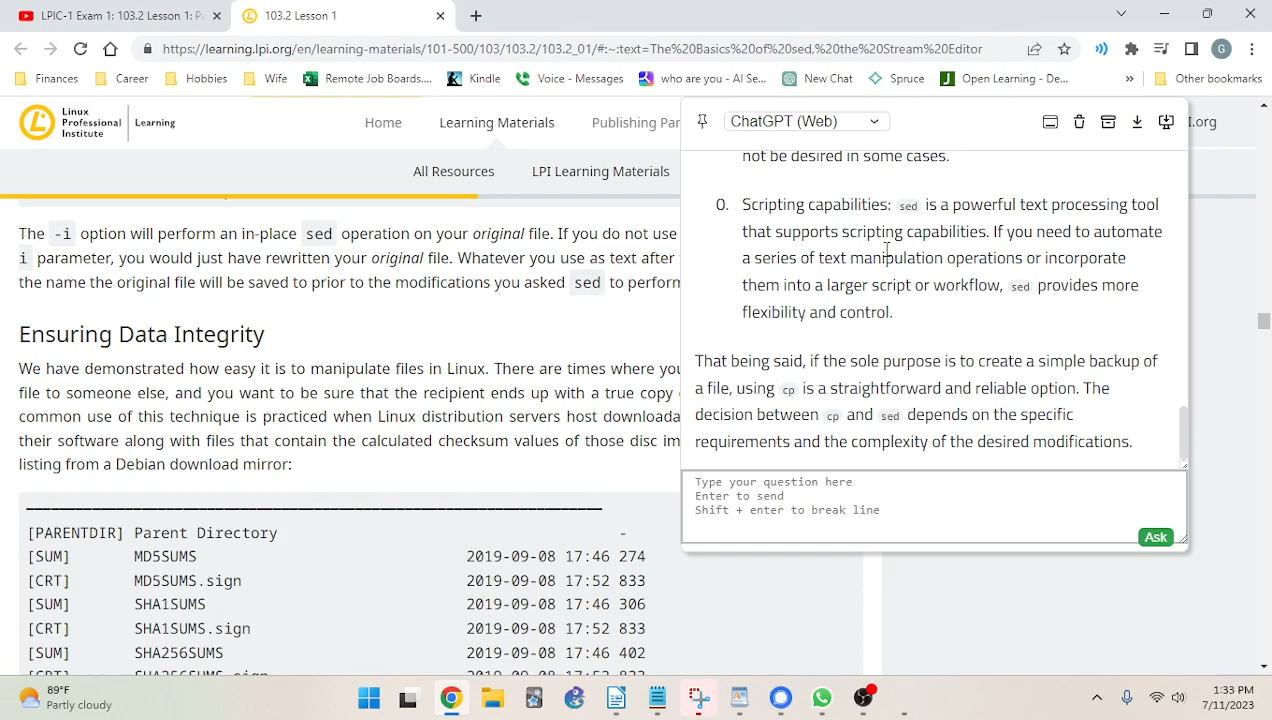 LPIC-1 Exam 1: 103.2 Lesson 1: P
103.2 Lesson 1
https://learning.lpi.org/en/learning-materials/101-500/103/103.2/103.2_01/#:~:text=The%20Basics%20of%20sed,%20the%20Stream%20Editor
G
Finances
Career
Hobbies
Wife
Remote Job Boards....
Kindle
Voice - Messages
who are you - AI Se...
New Chat
Spruce
Open Learning - De...
»
Other bookmarks
Linux
Professional
Institute
Learning
Home
Learning Materials
Publishing Par
I.org
All Resources
LPI Learning Materials
The -i option will perform an in-place sed operation on your original file. If you do not use
i parameter, you would just have rewritten your original file. Whatever you use as text after
the name the original file will be saved to prior to the modifications you asked sed to perform
Ensuring Data Integrity
We have demonstrated how easy it is to manipulate files in Linux. There are times where you
file to someone else, and you want to be sure that the recipient ends up with a true copy
common use of this technique is practiced when Linux distribution servers host downloada
their software along with files that contain the calculated checksum values of those disc im
listing from a Debian download mirror:
[PARENTDIR] Parent Directory -
[SUM] MD5SUMS 2019-09-08 17:46 274
[CRT] MD5SUMS.sign 2019-09-08 17:52 833
[SUM] SHA1SUMS 2019-09-08 17:46 306
[CRT] SHA1SUMS.sign 2019-09-08 17:52 833
[SUM] SHA256SUMS 2019-09-08 17:46 402
[CRT] SHA256SUMS.sign 2019-09-08 17:52 833
ChatGPT (Web)
not be desired in some cases.
0. Scripting capabilities: sed is a powerful text processing tool
that supports scripting capabilities. If you need to automate
a series of text manipulation operations or incorporate
them into a larger script or workflow, sed provides more
flexibility and control.
That being said, if the sole purpose is to create a simple backup of
a file, using cp is a straightforward and reliable option. The
decision between cp and sed depends on the specific
requirements and the complexity of the desired modifications.
Type your question here
Enter to send
Shift + enter to break line
Ask
89°F
Partly cloudy
1:33 PM
7/11/2023